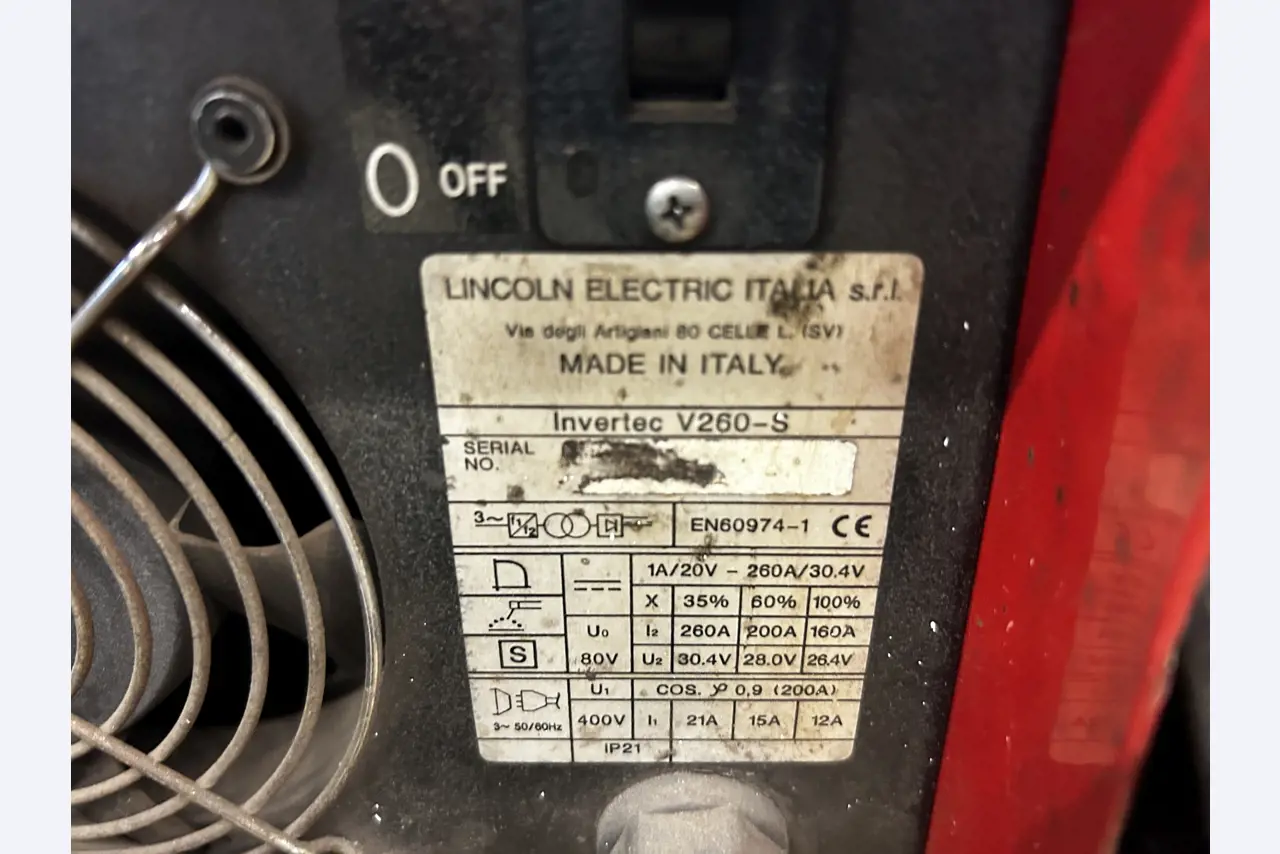 O OFF
LINCOLN ELECTRIC ITALIA s.r.l.
Via degli Artigiani 80 CELLE L. (SV)
MADE IN ITALY
Invertec V260-S
SERIAL
NO.
3~ f1/f2 EN60974-1 CE
1A/20V - 260A/30.4V
X 35% 60% 100%
U0 I2 260A 200A 160A
S 80V U2 30.4V 28.0V 26.4V
U1 COS. φ 0,9 (200A)
3~ 50/60Hz 400V I1 21A 15A 12A
IP21